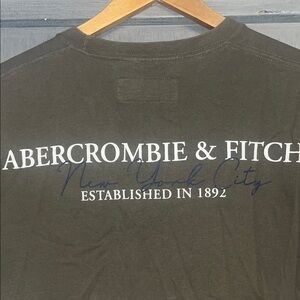 ABERCROMBIE & FITCH
New York City
ESTABLISHED IN 1892